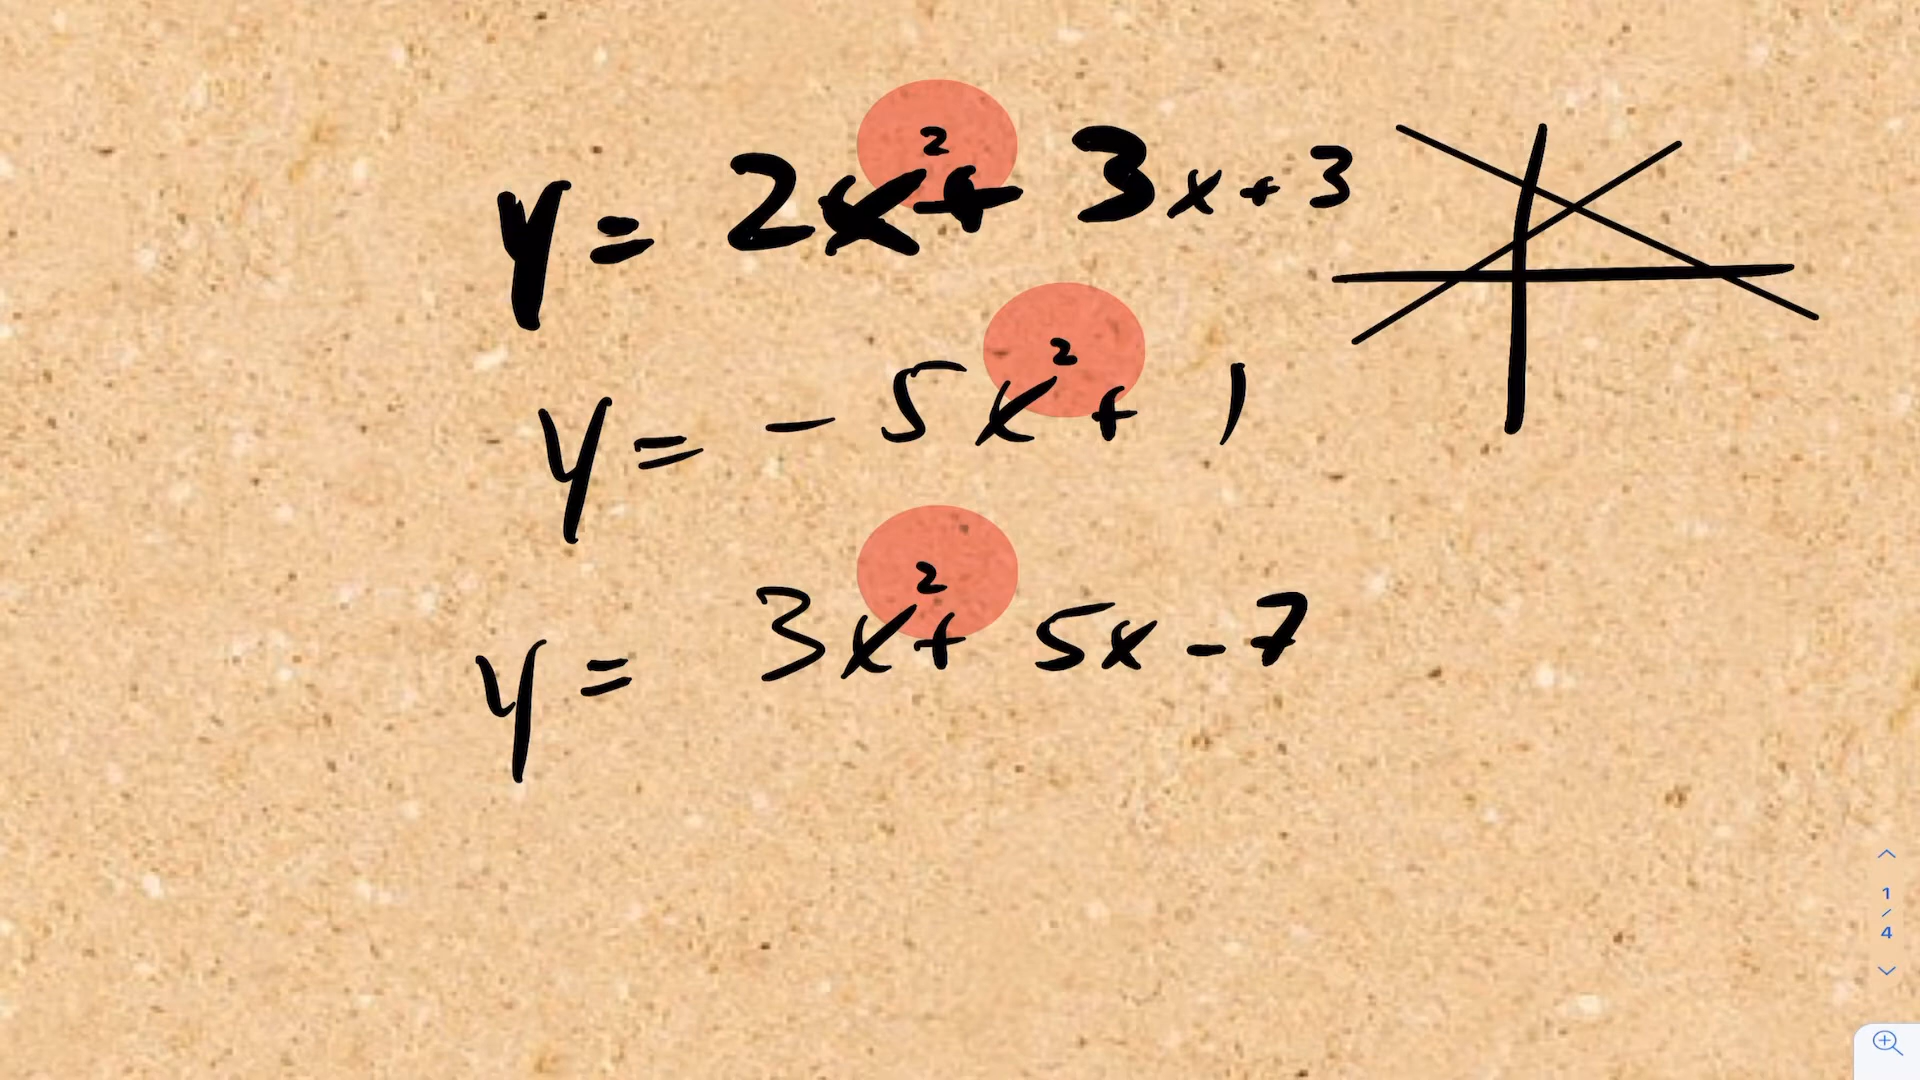 y = 2x² + 3x + 3
y = - 5x² + 1
y = 3x² + 5x - 7
1
/
4